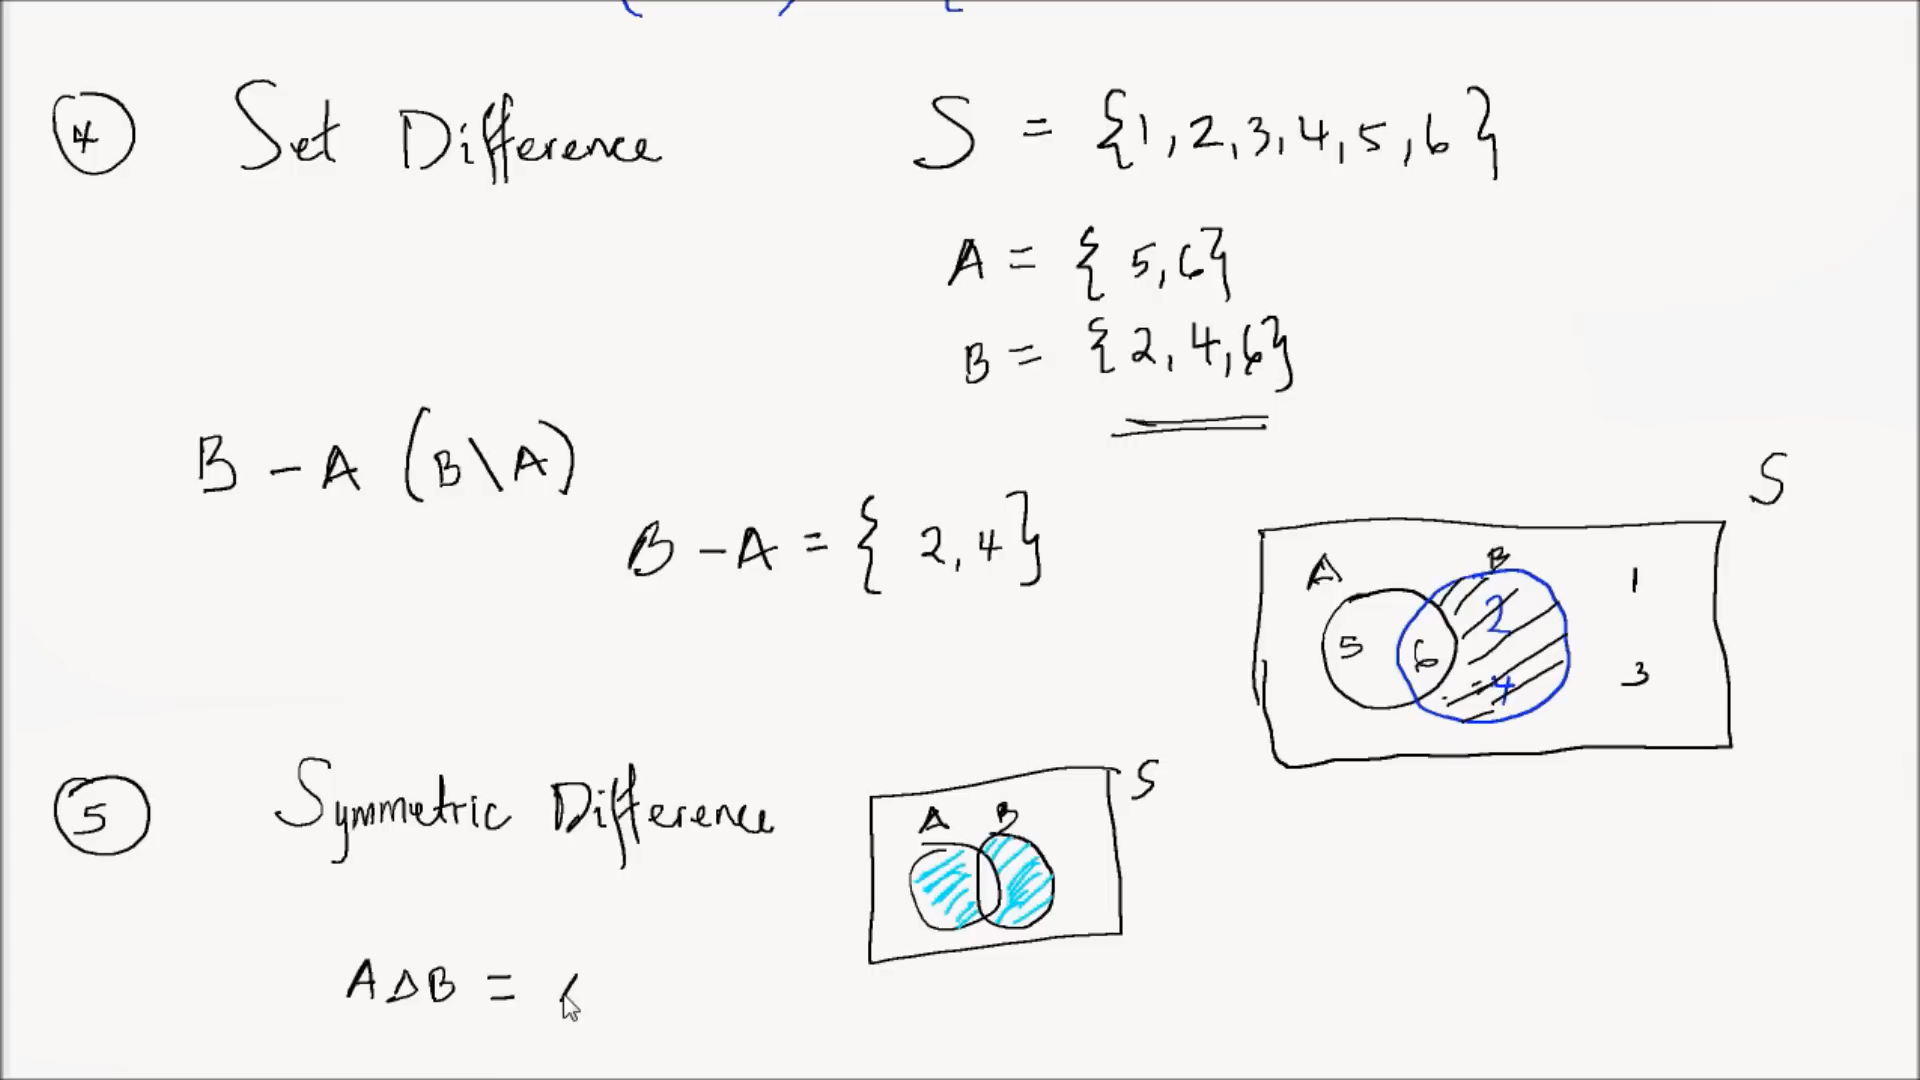 ④ Set Difference
S = {1,2,3,4,5,6}
A = {5,6}
B = {2,4,6}
B - A (B\A)
B - A = {2,4}
S
A B
1
2
5 6
4
3
⑤ Symmetric Difference
S
A B
A Δ B =